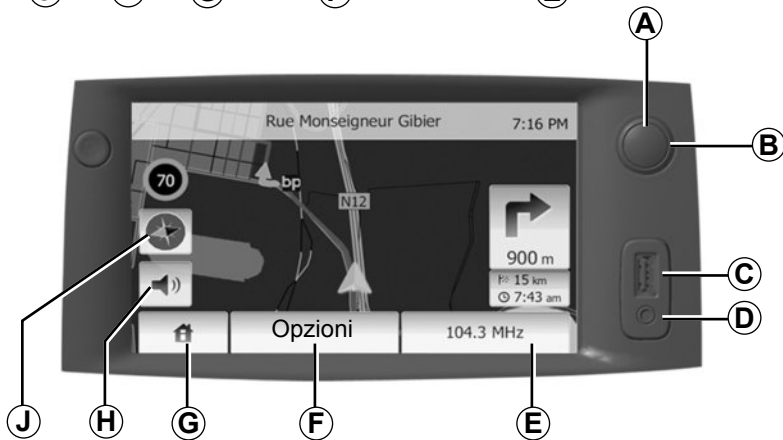 A
Rue Monseigneur Gibier 7:16 PM
B
70
bp
N12
900 m
15 km
7:43 am
C
D
Opzioni
104.3 MHz
J
H
G
F
E